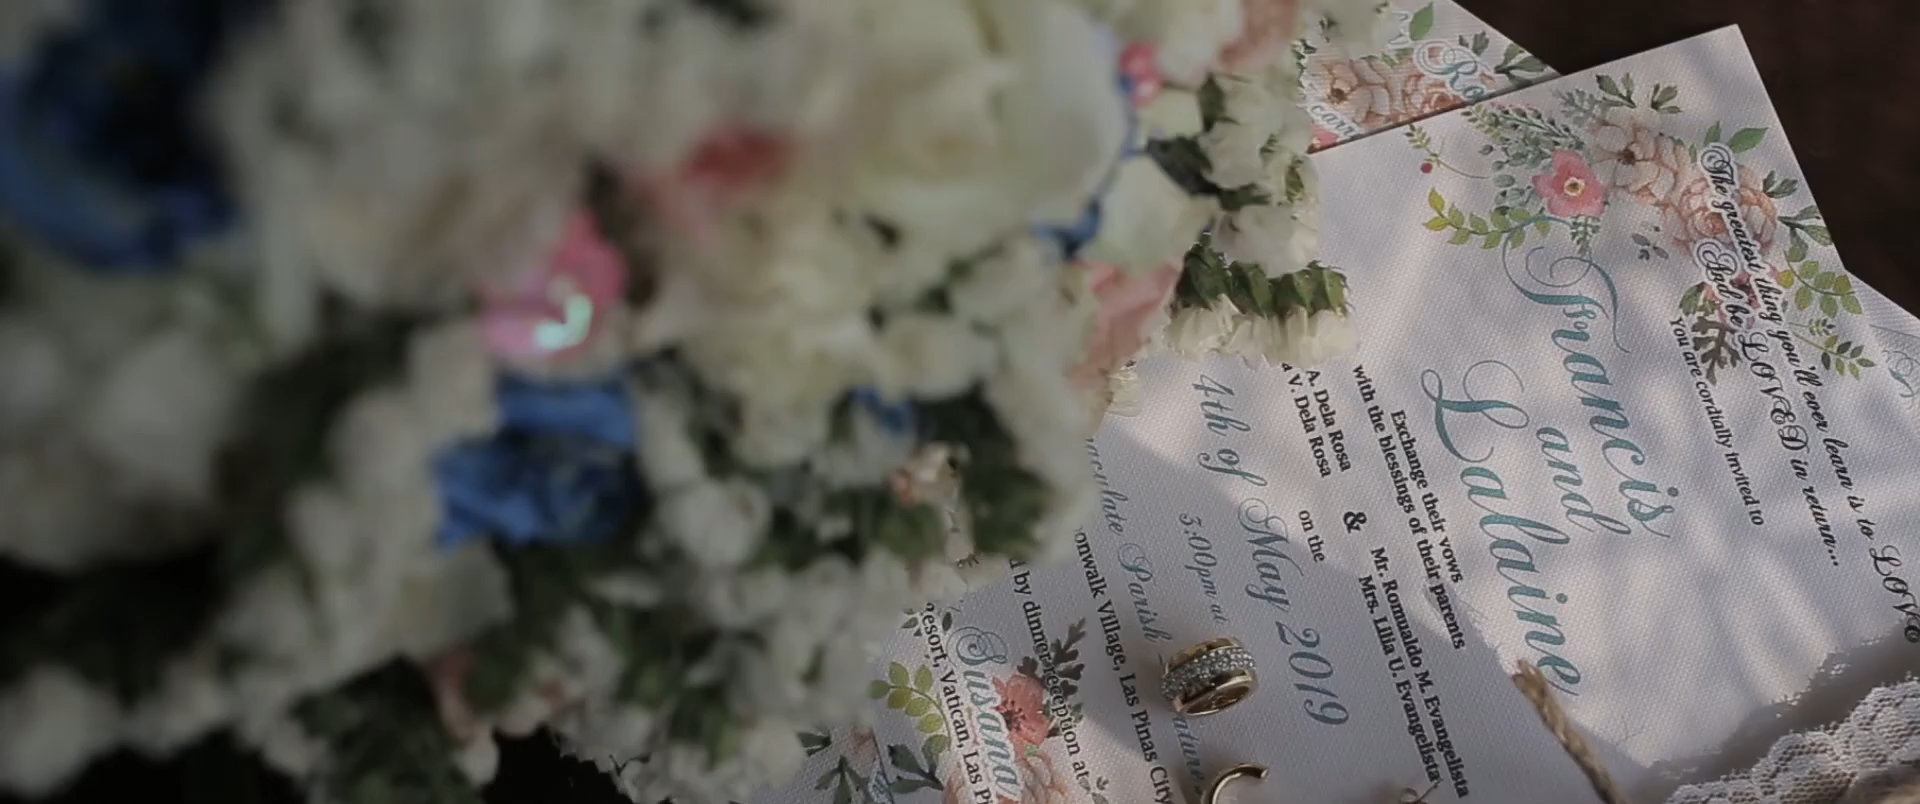 The greatest thing you'll ever learn is to LOVE
And be LOVED in return...
You are cordially invited to
Francis
and
Lalaine
Exchange their vows
with the blessings of their parents
A. Dela Rosa & Mr. Romualdo M. Evangelista
V. Dela Rosa Mrs. Lilia U. Evangelista
on the
4th of May 2019
3:00pm at
Parish
Village, Las Pinas City
by dinner reception at
Susana
Resort, Vatican, Las